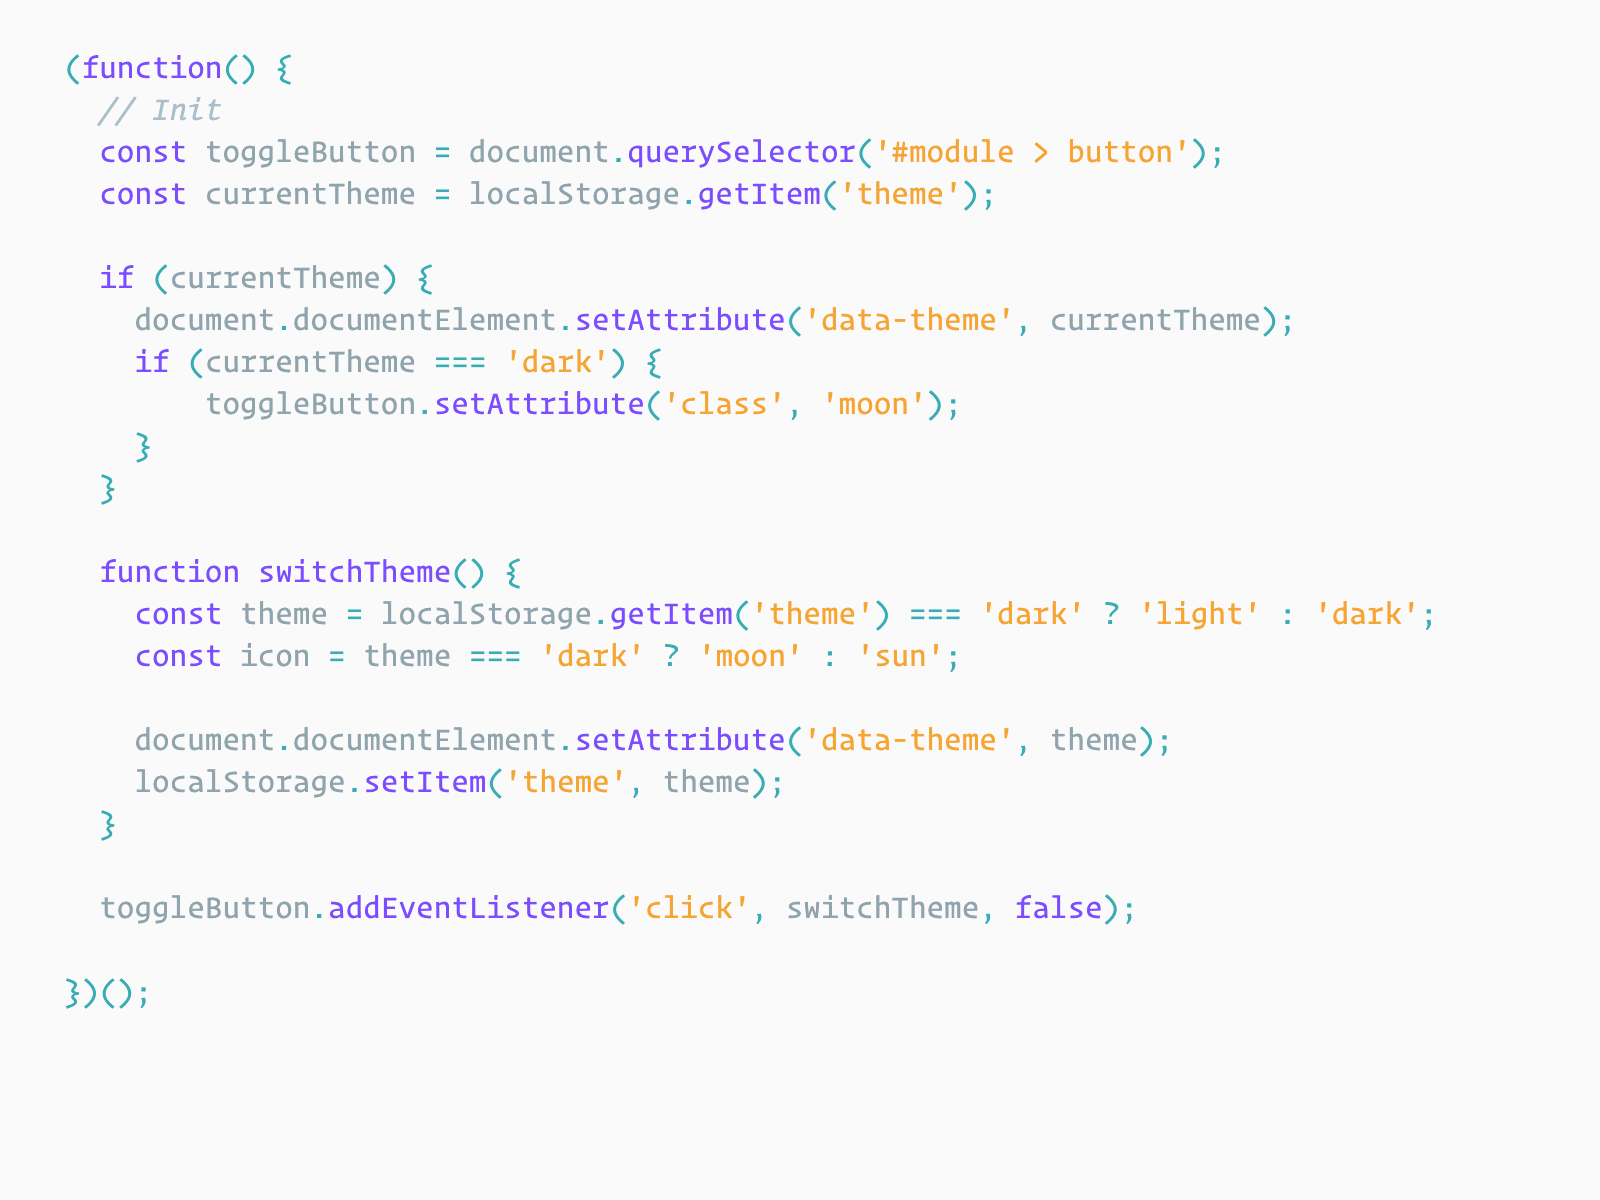 (function() {
  // Init
  const toggleButton = document.querySelector('#module > button');
  const currentTheme = localStorage.getItem('theme');

  if (currentTheme) {
    document.documentElement.setAttribute('data-theme', currentTheme);
    if (currentTheme === 'dark') {
        toggleButton.setAttribute('class', 'moon');
    }
  }

  function switchTheme() {
    const theme = localStorage.getItem('theme') === 'dark' ? 'light' : 'dark';
    const icon = theme === 'dark' ? 'moon' : 'sun';

    document.documentElement.setAttribute('data-theme', theme);
    localStorage.setItem('theme', theme);
  }

  toggleButton.addEventListener('click', switchTheme, false);

})();